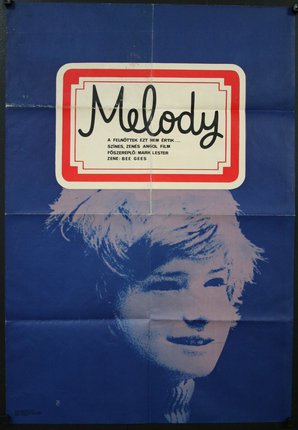 Melody
A FELNŐTTEK EZT NEM ÉRTIK...
SZÍNES, ZENÉS ANGOL FILM
FŐSZEREPLŐ: MARK LESTER
ZENE: BEE GEES